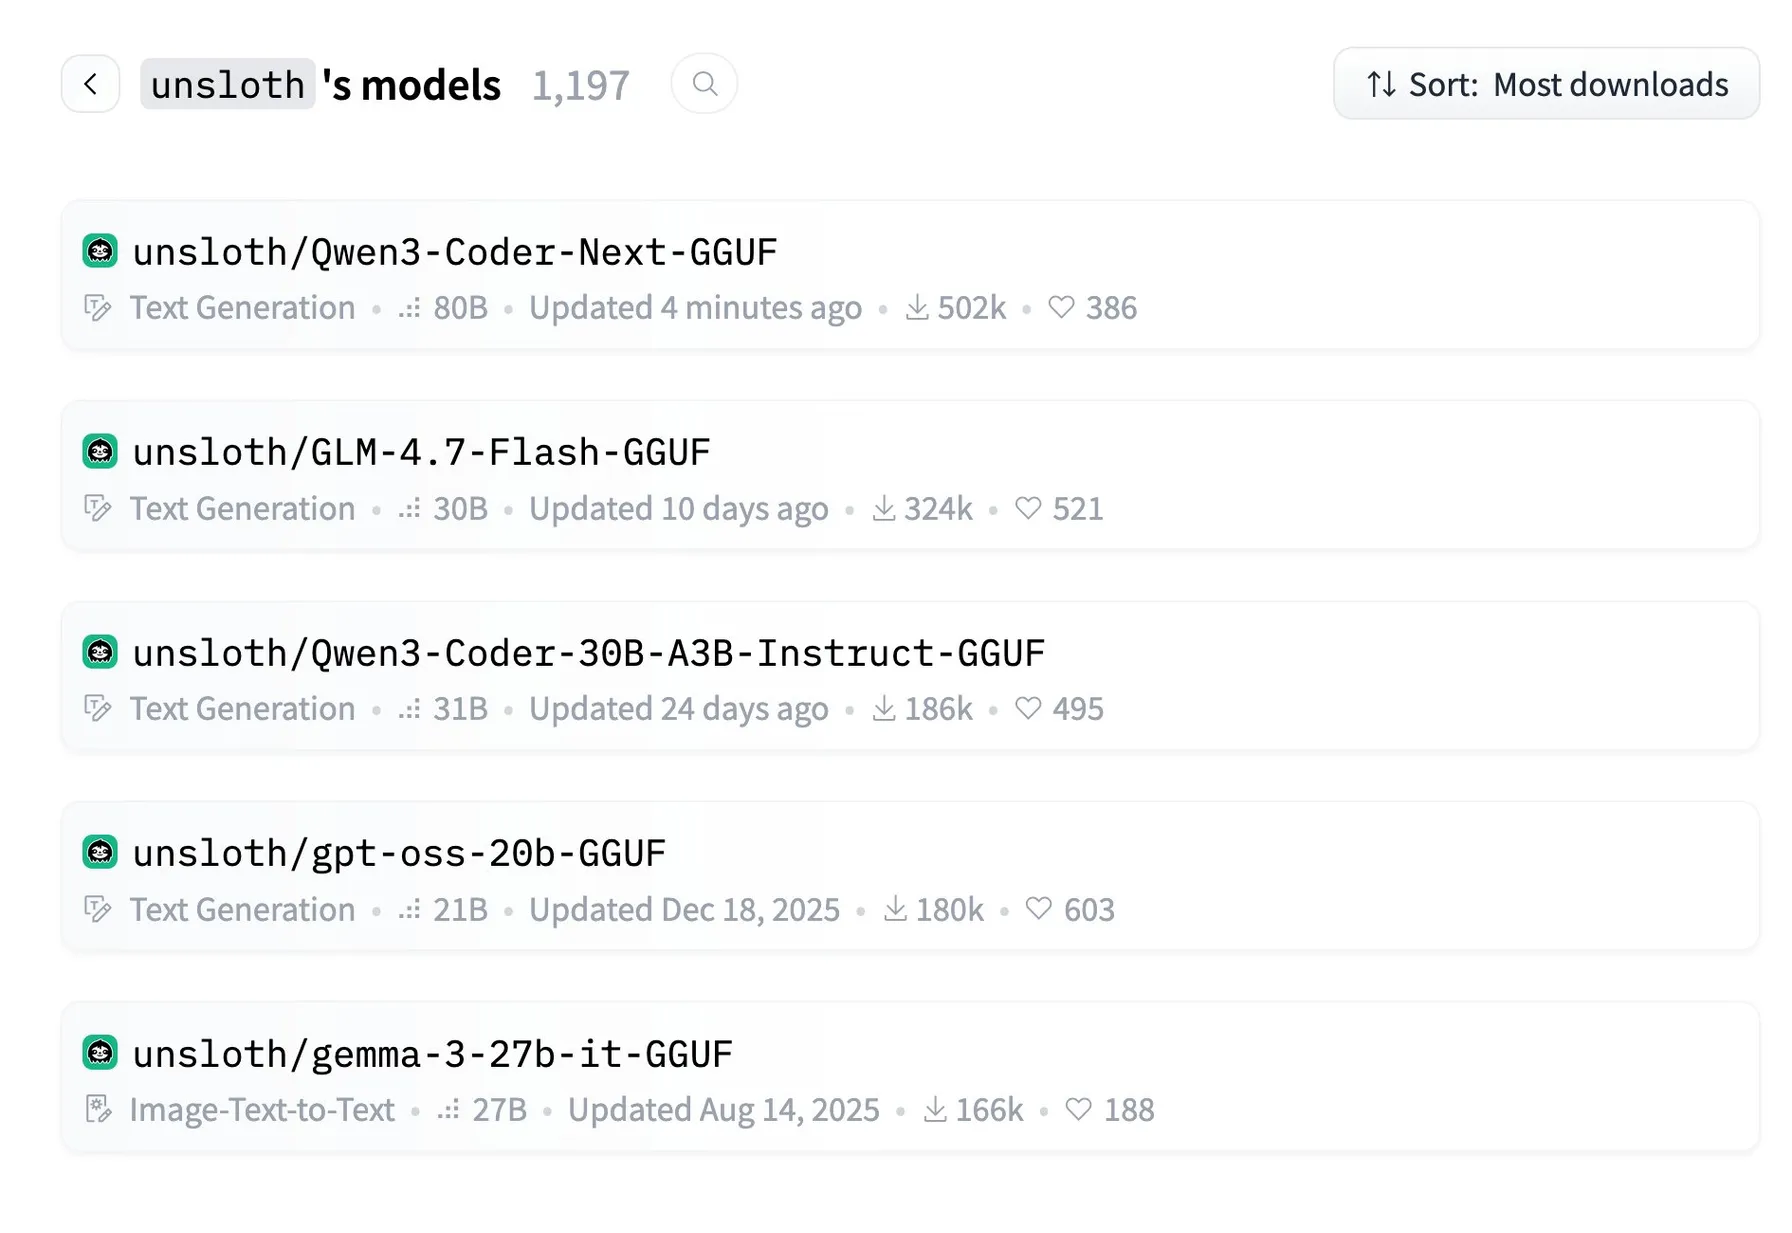 unsloth 's models 1,197 Sort: Most downloads
unsloth/Qwen3-Coder-Next-GGUF
Text Generation • 80B • Updated 4 minutes ago • 502k • 386
unsloth/GLM-4.7-Flash-GGUF
Text Generation • 30B • Updated 10 days ago • 324k • 521
unsloth/Qwen3-Coder-30B-A3B-Instruct-GGUF
Text Generation • 31B • Updated 24 days ago • 186k • 495
unsloth/gpt-oss-20b-GGUF
Text Generation • 21B • Updated Dec 18, 2025 • 180k • 603
unsloth/gemma-3-27b-it-GGUF
Image-Text-to-Text • 27B • Updated Aug 14, 2025 • 166k • 188